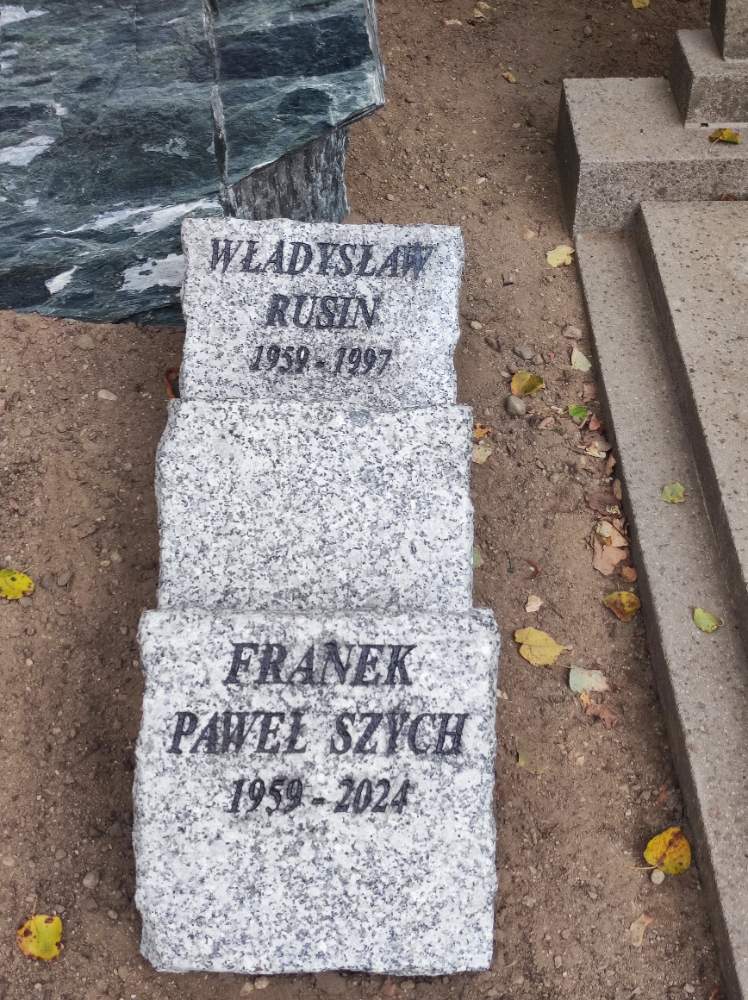 WŁADYSŁAW
RUSIN
1959 - 1997
FRANEK
PAWEŁ SZYCH
1959 - 2024